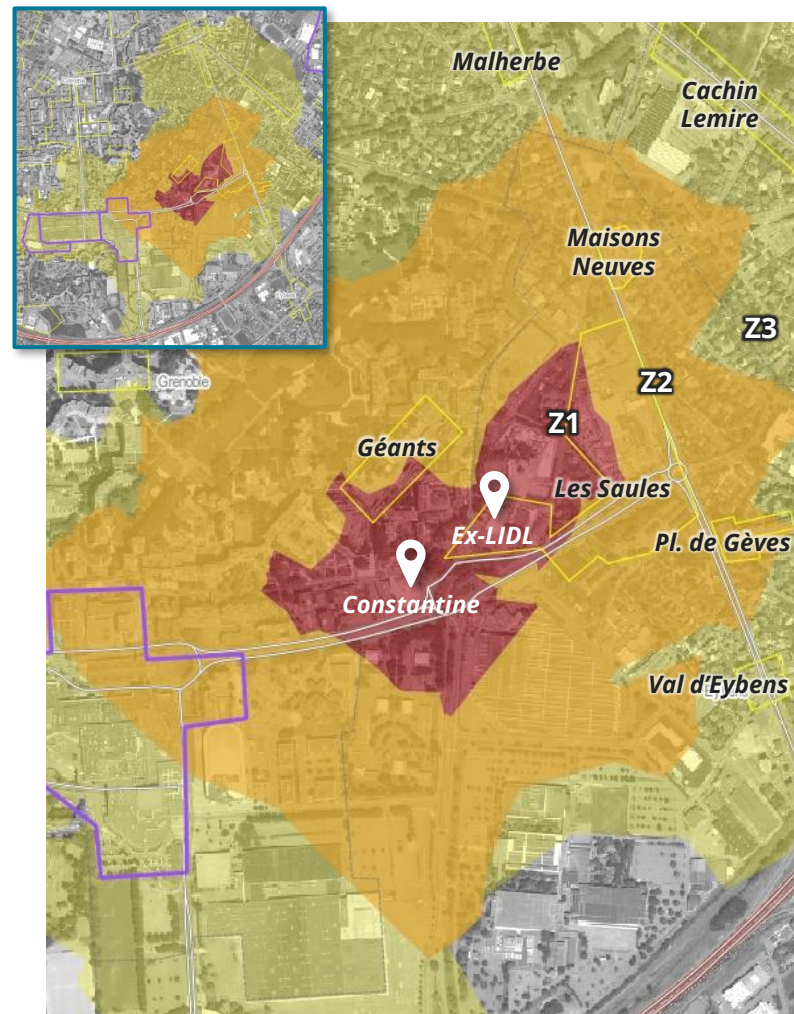 Grenoble
Malherbe
Cachin
Lemire
Maisons
Neuves
Z3
Grenoble
Z2
Z1
Géants
Les Saules
Ex-LIDL
Pl. de Gèves
Constantine
Val d'Eybens